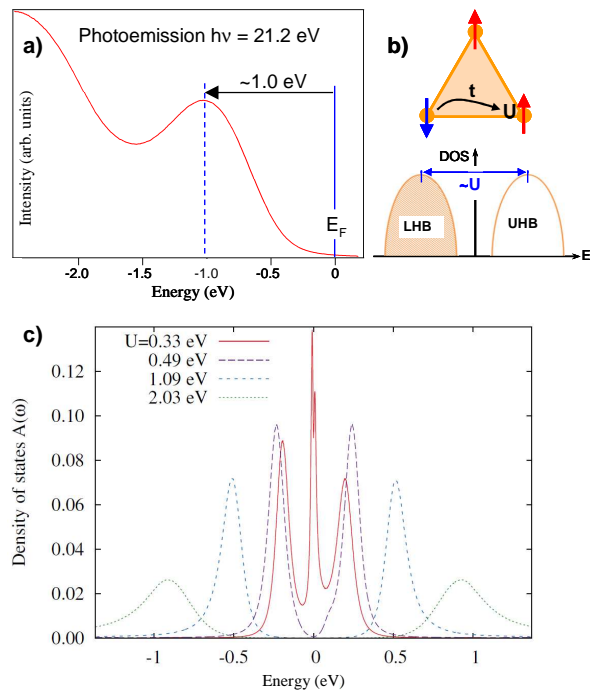 a)
Photoemission hν = 21.2 eV
~1.0 eV
Intensity (arb. units)
E_F
-2.0 -1.5 -1.0 -0.5 0
Energy (eV)
b)
t
U
DOS
~U
LHB
UHB
E
c)
U=0.33 eV
0.49 eV
1.09 eV
2.03 eV
Density of states A(ω)
0.12
0.10
0.08
0.06
0.04
0.02
0.00
-1 -0.5 0 0.5 1
Energy (eV)